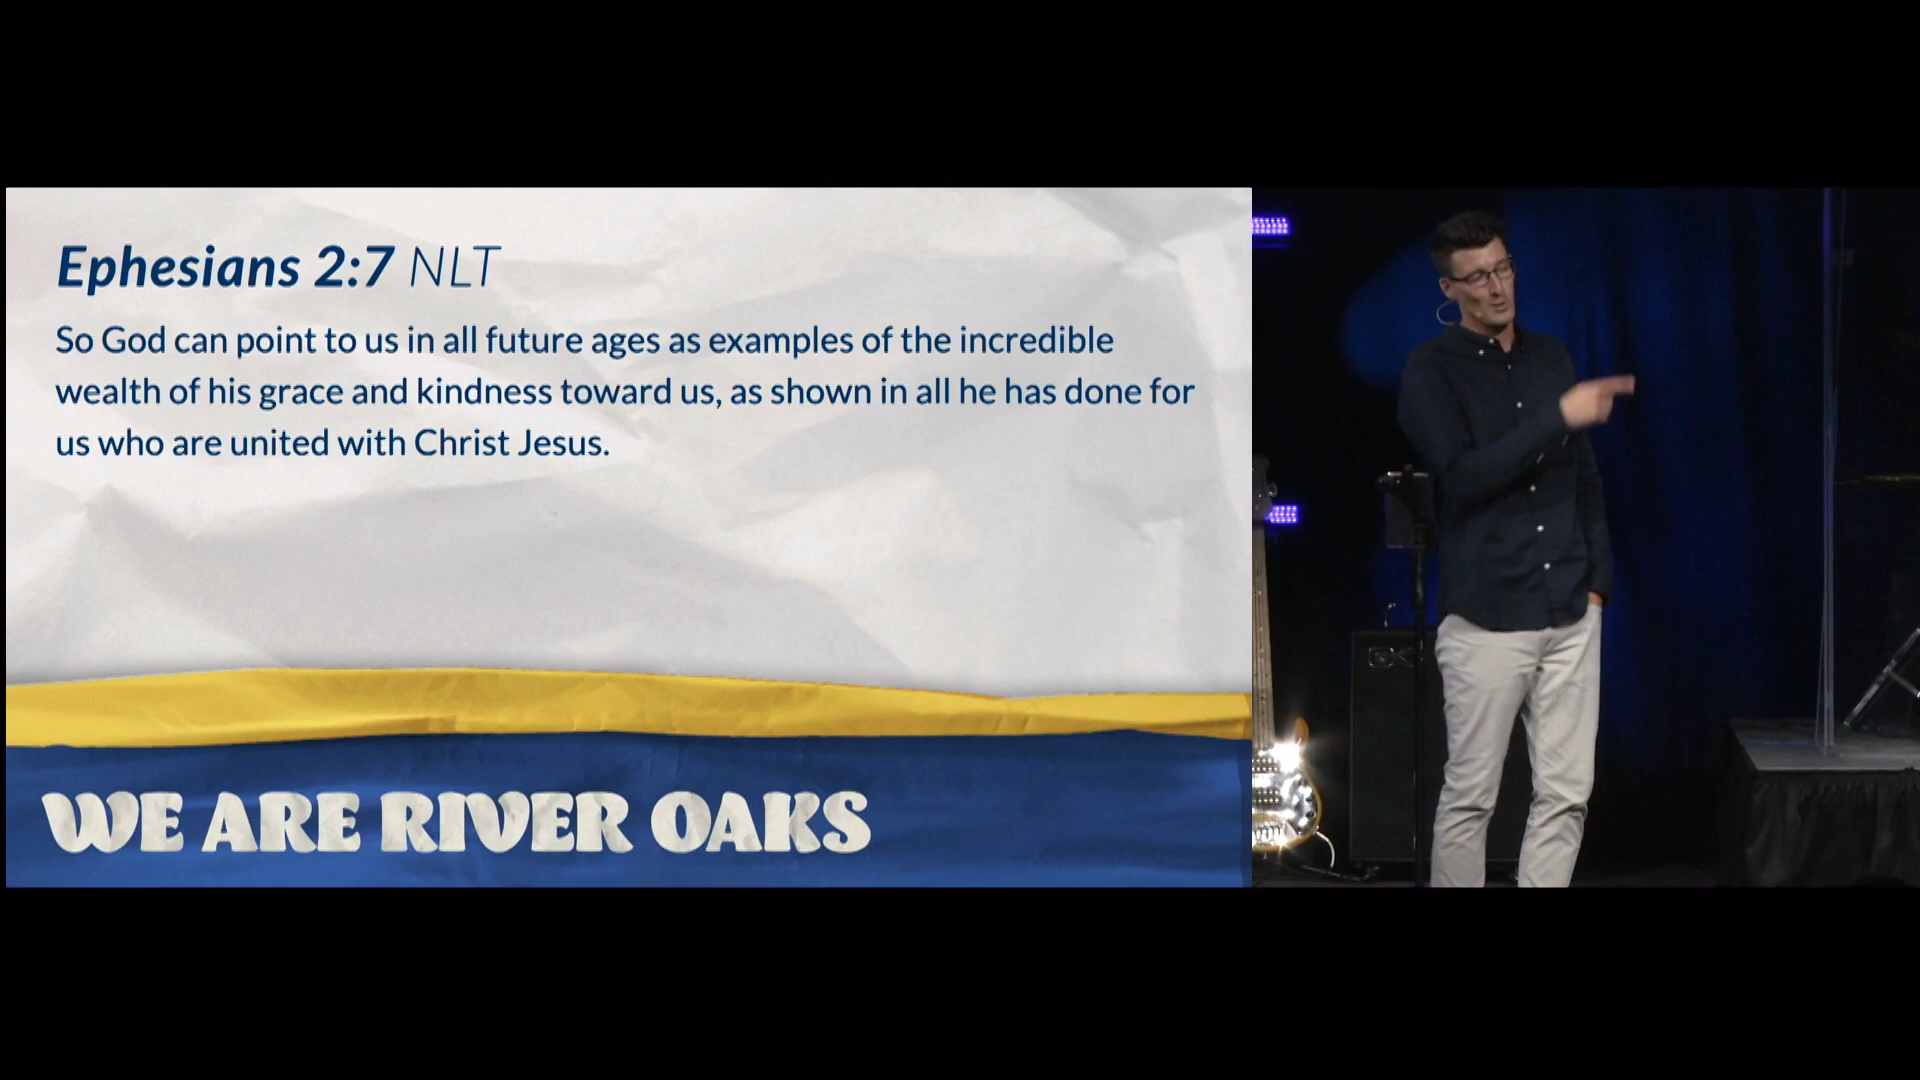 Ephesians 2:7 NLT
So God can point to us in all future ages as examples of the incredible
wealth of his grace and kindness toward us, as shown in all he has done for
us who are united with Christ Jesus.
WE ARE RIVER OAKS
GK